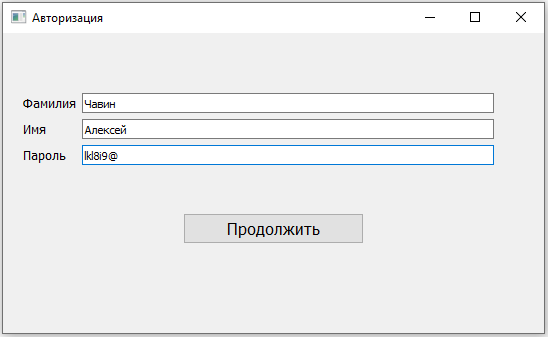 Авторизация
Фамилия Чавин
Имя Алексей
Пароль lkl8i9@
Продолжить